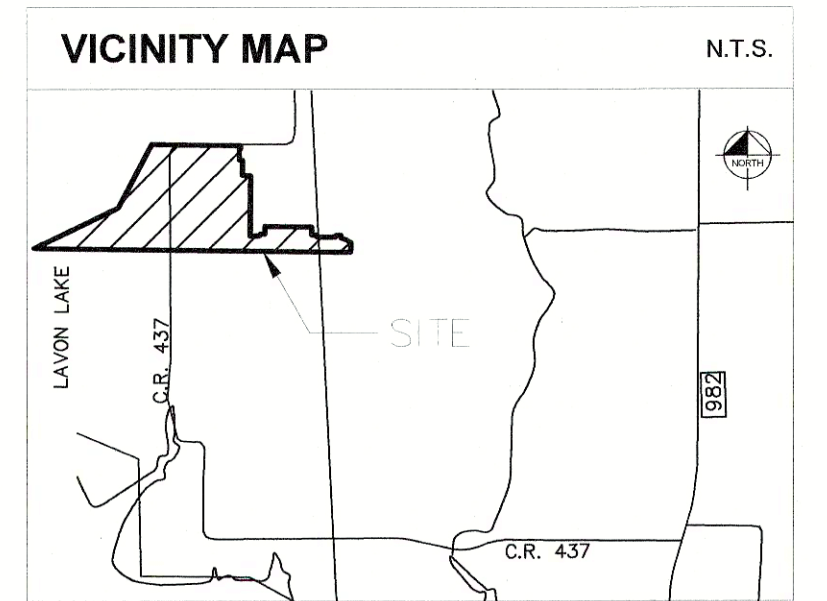 VICINITY MAP
N.T.S.
NORTH
LAVON LAKE
C.R. 437
SITE
982
C.R. 437